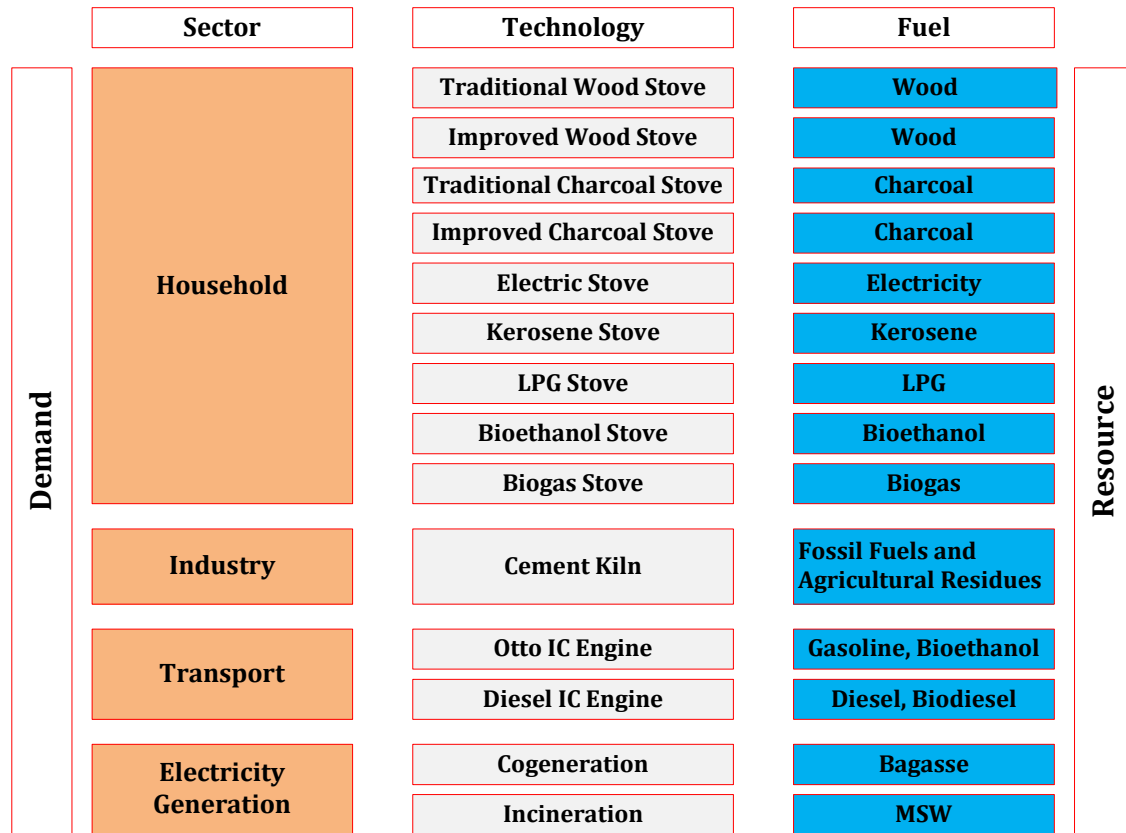 Sector
Technology
Fuel
Demand
Household
Traditional Wood Stove
Wood
Improved Wood Stove
Wood
Traditional Charcoal Stove
Charcoal
Improved Charcoal Stove
Charcoal
Electric Stove
Electricity
Kerosene Stove
Kerosene
LPG Stove
LPG
Bioethanol Stove
Bioethanol
Biogas Stove
Biogas
Industry
Cement Kiln
Fossil Fuels and
Agricultural Residues
Transport
Otto IC Engine
Gasoline, Bioethanol
Diesel IC Engine
Diesel, Biodiesel
Electricity
Generation
Cogeneration
Bagasse
Incineration
MSW
Resource